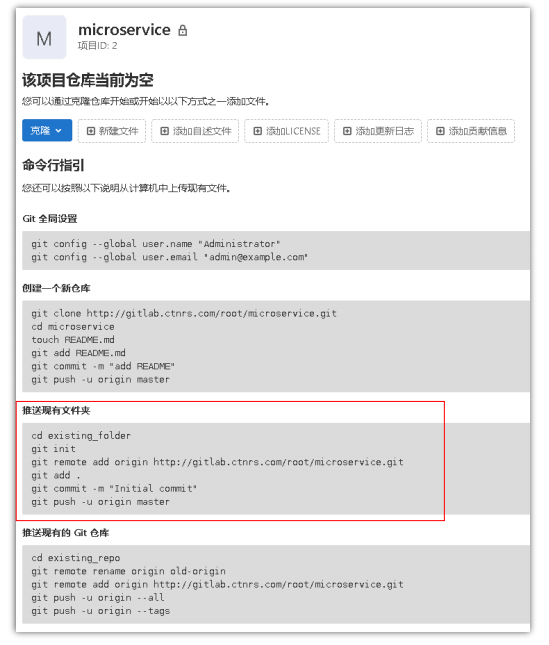 M
microservice
项目ID: 2
该项目仓库当前为空
您可以通过克隆仓库开始或开始以以下方式之一添加文件。
克隆 新建文件 添加自述文件 添加LICENSE 添加更新日志 添加贡献信息
命令行指引
您还可以按照以下说明从计算机中上传现有文件。
Git 全局设置
git config --global user.name "Administrator"
git config --global user.email "admin@example.com"
创建一个新仓库
git clone http://gitlab.ctnrs.com/root/microservice.git
cd microservice
touch README.md
git add README.md
git commit -m "add README"
git push -u origin master
推送现有文件夹
cd existing_folder
git init
git remote add origin http://gitlab.ctnrs.com/root/microservice.git
git add .
git commit -m "Initial commit"
git push -u origin master
推送现有的 Git 仓库
cd existing_repo
git remote rename origin old-origin
git remote add origin http://gitlab.ctnrs.com/root/microservice.git
git push -u origin --all
git push -u origin --tags